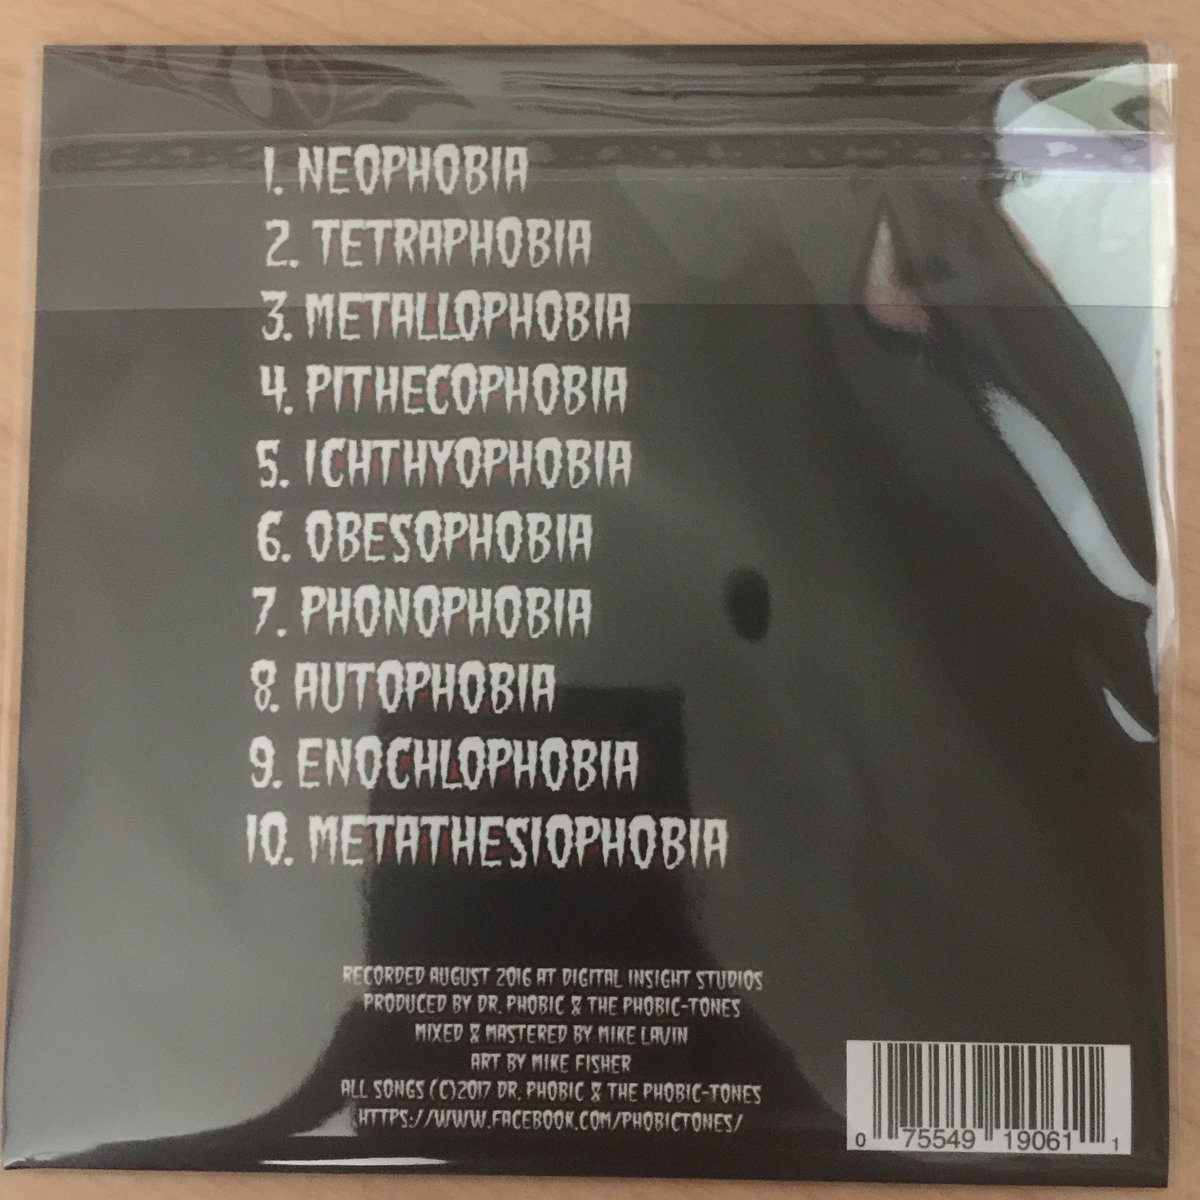 1. NEOPHOBIA
2. TETRAPHOBIA
3. METALLOPHOBIA
4. PITHECOPHOBIA
5. ICHTHYOPHOBIA
6. OBESOPHOBIA
7. PHONOPHOBIA
8. AUTOPHOBIA
9. ENOCHLOPHOBIA
10. METATHESIOPHOBIA
RECORDED AUGUST 2016 AT DIGITAL INSIGHT STUDIOS
PRODUCED BY DR. PHOBIC & THE PHOBIC-TONES
MIXED & MASTERED BY MIKE LAVIN
ART BY MIKE FISHER
ALL SONGS (C)2017 DR. PHOBIC & THE PHOBIC-TONES
HTTPS://WWW.FACEBOOK.COM/PHOBICTONES/
0 75549 19061 1